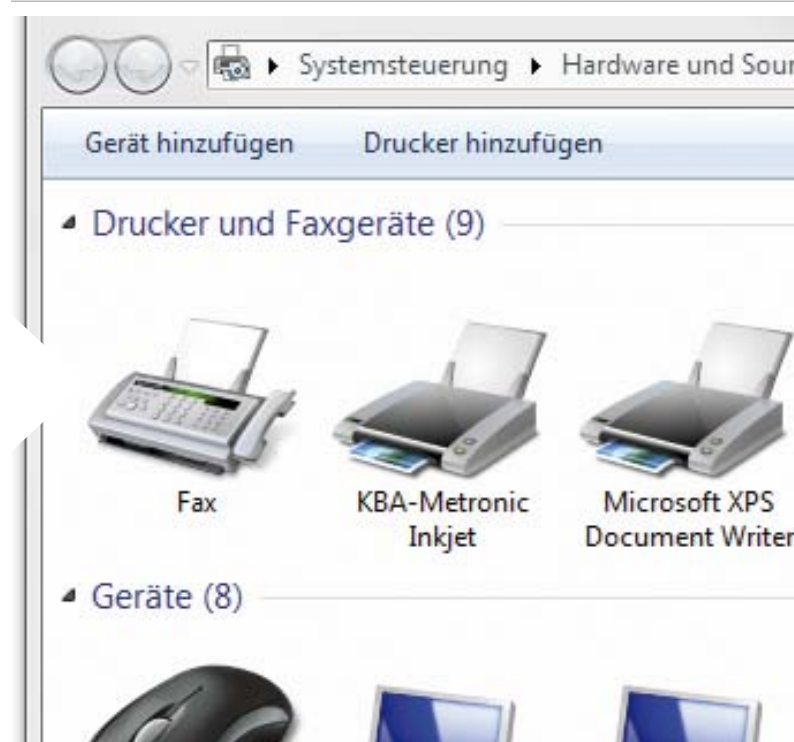 Systemsteuerung Hardware und Sour
Gerät hinzufügen Drucker hinzufügen
Drucker und Faxgeräte (9)
Fax KBA-Metronic Microsoft XPS
Inkjet Document Writer
Geräte (8)